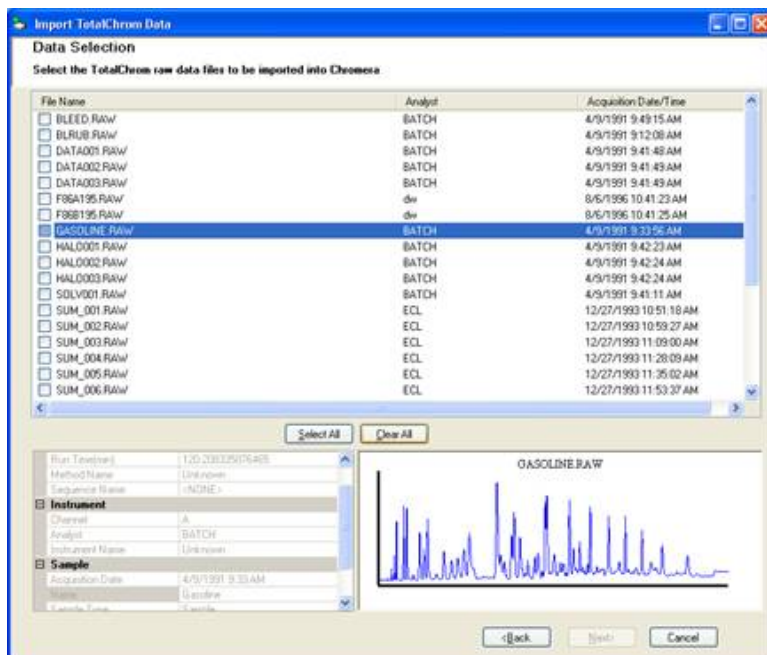 Import TotalChrom Data
Data Selection
Select the TotalChrom raw data files to be imported into Chromera
File Name Analyst Acquisition Date/Time
BLEED.RAW BATCH 4/9/1991 9:49:15 AM
BLRUB.RAW BATCH 4/9/1991 9:12:08 AM
DATA001.RAW BATCH 4/9/1991 9:41:48 AM
DATA002.RAW BATCH 4/9/1991 9:41:49 AM
DATA003.RAW BATCH 4/9/1991 9:41:49 AM
F86A195.RAW dw 8/6/1996 10:41:23 AM
F86B195.RAW dw 8/6/1996 10:41:25 AM
GASOLINE.RAW BATCH 4/9/1991 9:33:56 AM
HALO001.RAW BATCH 4/9/1991 9:42:23 AM
HALO002.RAW BATCH 4/9/1991 9:42:24 AM
HALO003.RAW BATCH 4/9/1991 9:42:24 AM
SOLV001.RAW BATCH 4/9/1991 9:41:11 AM
SUM_001.RAW ECL 12/27/1993 10:51:18 AM
SUM_002.RAW ECL 12/27/1993 10:59:27 AM
SUM_003.RAW ECL 12/27/1993 11:09:00 AM
SUM_004.RAW ECL 12/27/1993 11:28:09 AM
SUM_005.RAW ECL 12/27/1993 11:35:02 AM
SUM_006.RAW ECL 12/27/1993 11:53:37 AM
Select All Clear All
Run Time(min)
Method Name Unknown
Sequence Name <NONE>
Instrument
Channel A
Analyst BATCH
Instrument Name Unknown
Sample
Acquisition Date 4/9/1991 9:33 AM
Name Gasoline
Sample Type Sample
GASOLINE.RAW
<Back Next> Cancel